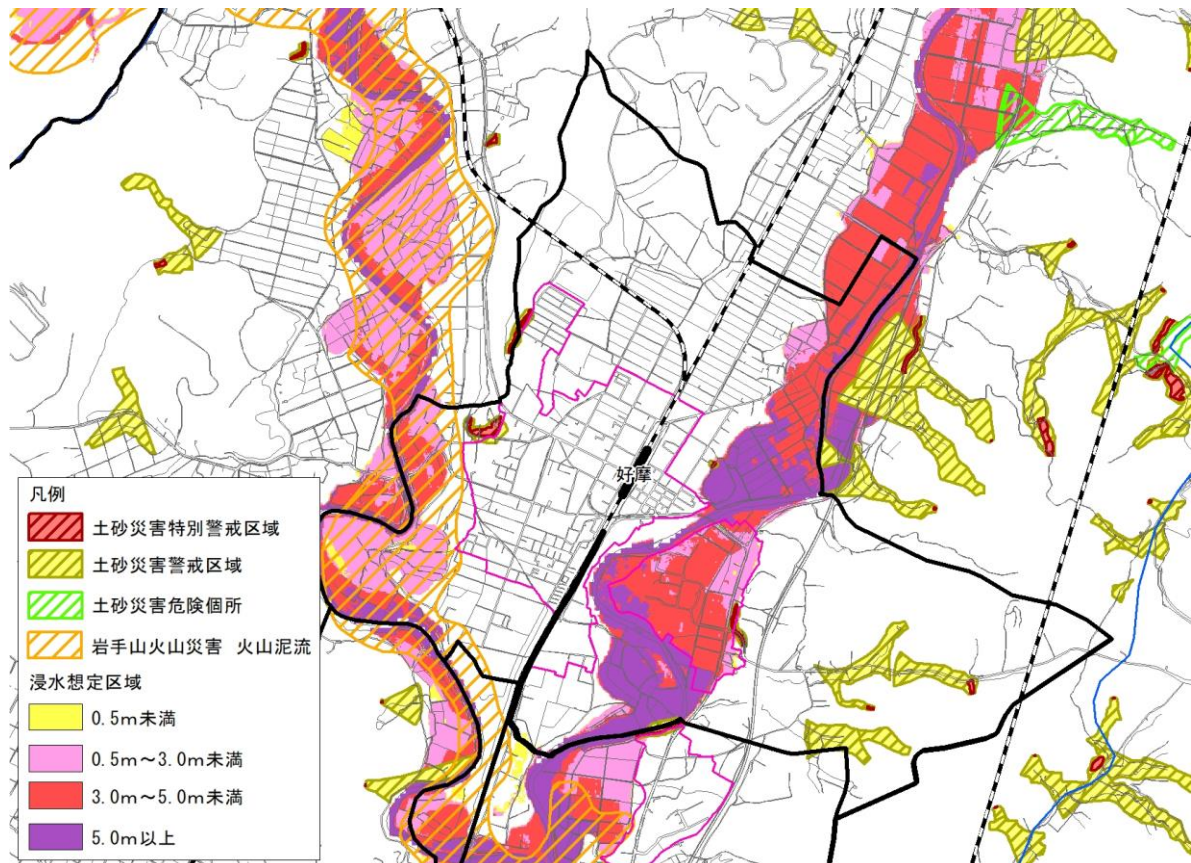 好摩
凡例
土砂災害特別警戒区域
土砂災害警戒区域
土砂災害危険個所
岩手山火山災害　火山泥流
浸水想定区域
0.5ｍ未満
0.5ｍ～3.0ｍ未満
3.0ｍ～5.0ｍ未満
5.0ｍ以上